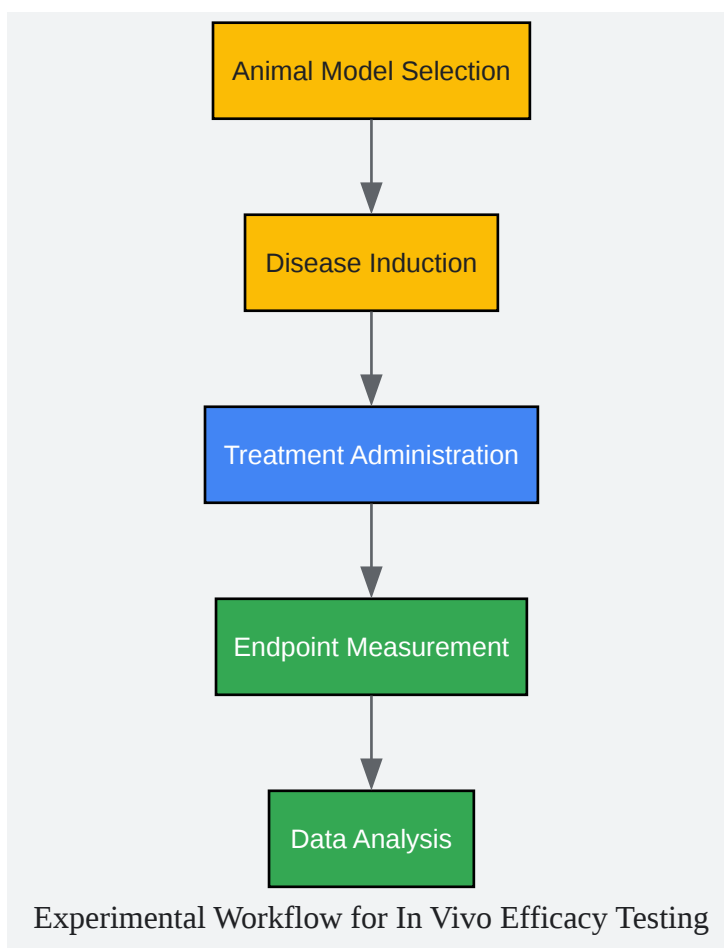 Animal Model Selection
Disease Induction
Treatment Administration
Endpoint Measurement
Data Analysis
Experimental Workflow for In Vivo Efficacy Testing